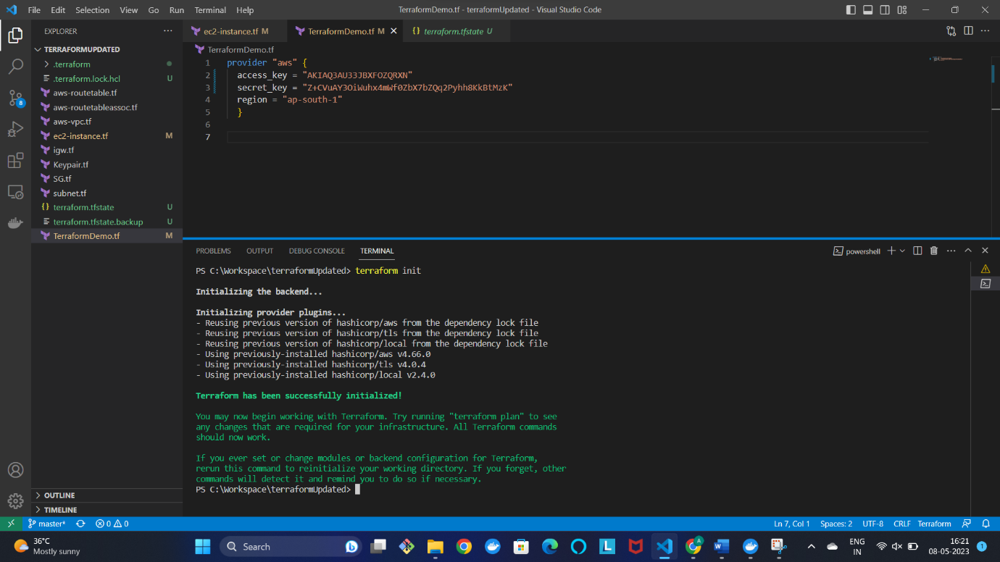 File Edit Selection View Go Run Terminal Help
TerraformDemo.tf - terraformUpdated - Visual Studio Code
EXPLORER
TERRAFORMUPDATED
.terraform
.terraform.lock.hcl U
aws-routetable.tf
aws-routetableassoc.tf
aws-vpc.tf
ec2-instance.tf M
igw.tf
Keypair.tf
SG.tf
subnet.tf
terraform.tfstate U
terraform.tfstate.backup U
TerraformDemo.tf M
OUTLINE
TIMELINE
8
ec2-instance.tf M TerraformDemo.tf M terraform.tfstate U
TerraformDemo.tf
1 provider "aws" {
2 access_key = "AKIAQ3AU33JBXFOZQRXN"
3 secret_key = "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"
4 region = "ap-south-1"
5 }
6
7
PROBLEMS OUTPUT DEBUG CONSOLE TERMINAL
powershell
PS C:\Workspace\terraformUpdated> terraform init
Initializing the backend...
Initializing provider plugins...
- Reusing previous version of hashicorp/aws from the dependency lock file
- Reusing previous version of hashicorp/tls from the dependency lock file
- Reusing previous version of hashicorp/local from the dependency lock file
- Using previously-installed hashicorp/aws v4.66.0
- Using previously-installed hashicorp/tls v4.0.4
- Using previously-installed hashicorp/local v2.4.0
Terraform has been successfully initialized!
You may now begin working with Terraform. Try running "terraform plan" to see
any changes that are required for your infrastructure. All Terraform commands
should now work.
If you ever set or change modules or backend configuration for Terraform,
rerun this command to reinitialize your working directory. If you forget, other
commands will detect it and remind you to do so if necessary.
PS C:\Workspace\terraformUpdated>
master* 0 0
Ln 7, Col 1 Spaces: 2 UTF-8 CRLF Terraform
36°C
Mostly sunny
Search
L
A
W
ENG
IN
16:21
08-05-2023
1